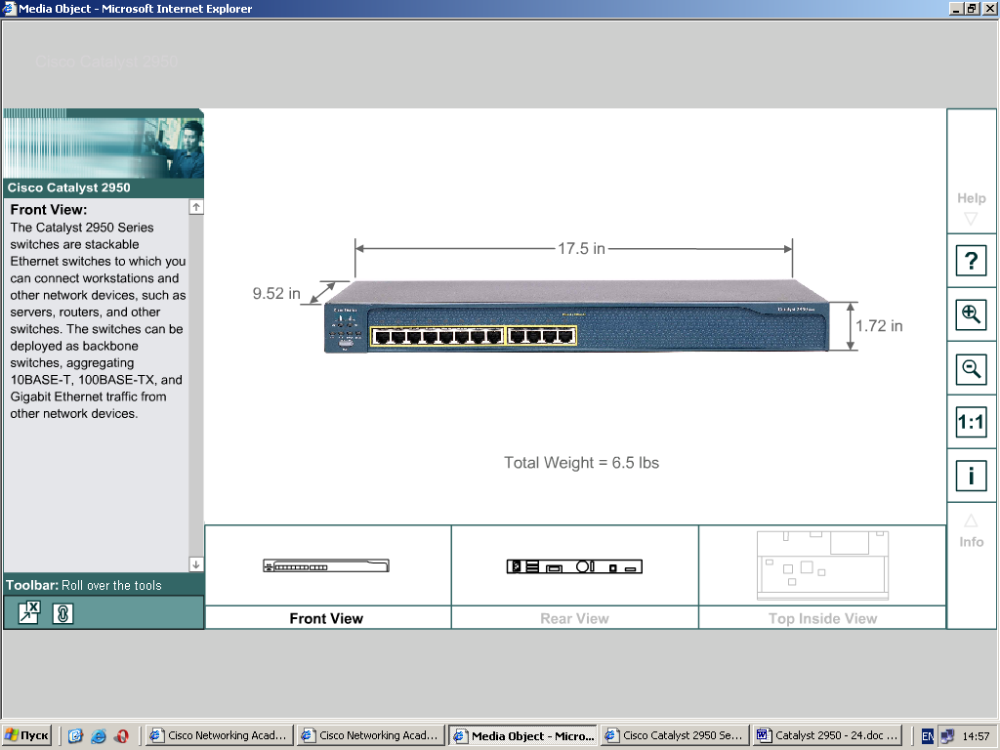 Media Object - Microsoft Internet Explorer
Cisco Catalyst 2950
Cisco Catalyst 2950
Front View:
The Catalyst 2950 Series
switches are stackable
Ethernet switches to which you
can connect workstations and
other network devices, such as
servers, routers, and other
switches. The switches can be
deployed as backbone
switches, aggregating
10BASE-T, 100BASE-TX, and
Gigabit Ethernet traffic from
other network devices.
Toolbar: Roll over the tools
17.5 in
9.52 in
1.72 in
Total Weight = 6.5 lbs
Front View
Rear View
Top Inside View
Help
?
1:1
i
Info
Пуск
Cisco Networking Acad...
Cisco Networking Acad...
Media Object - Micro...
Cisco Catalyst 2950 Se...
Catalyst 2950 - 24.doc ...
EN
14:57